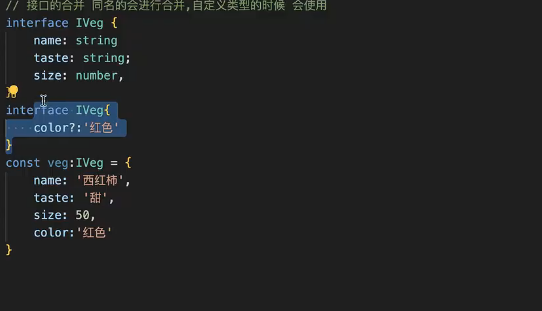 // 接口的合并 同名的会进行合并,自定义类型的时候 会使用
interface IVeg {
    name: string
    taste: string;
    size: number,
}
interface IVeg{
    color?:'红色'
}
const veg:IVeg = {
    name: '西红柿',
    taste: '甜',
    size: 50,
    color:'红色'
}